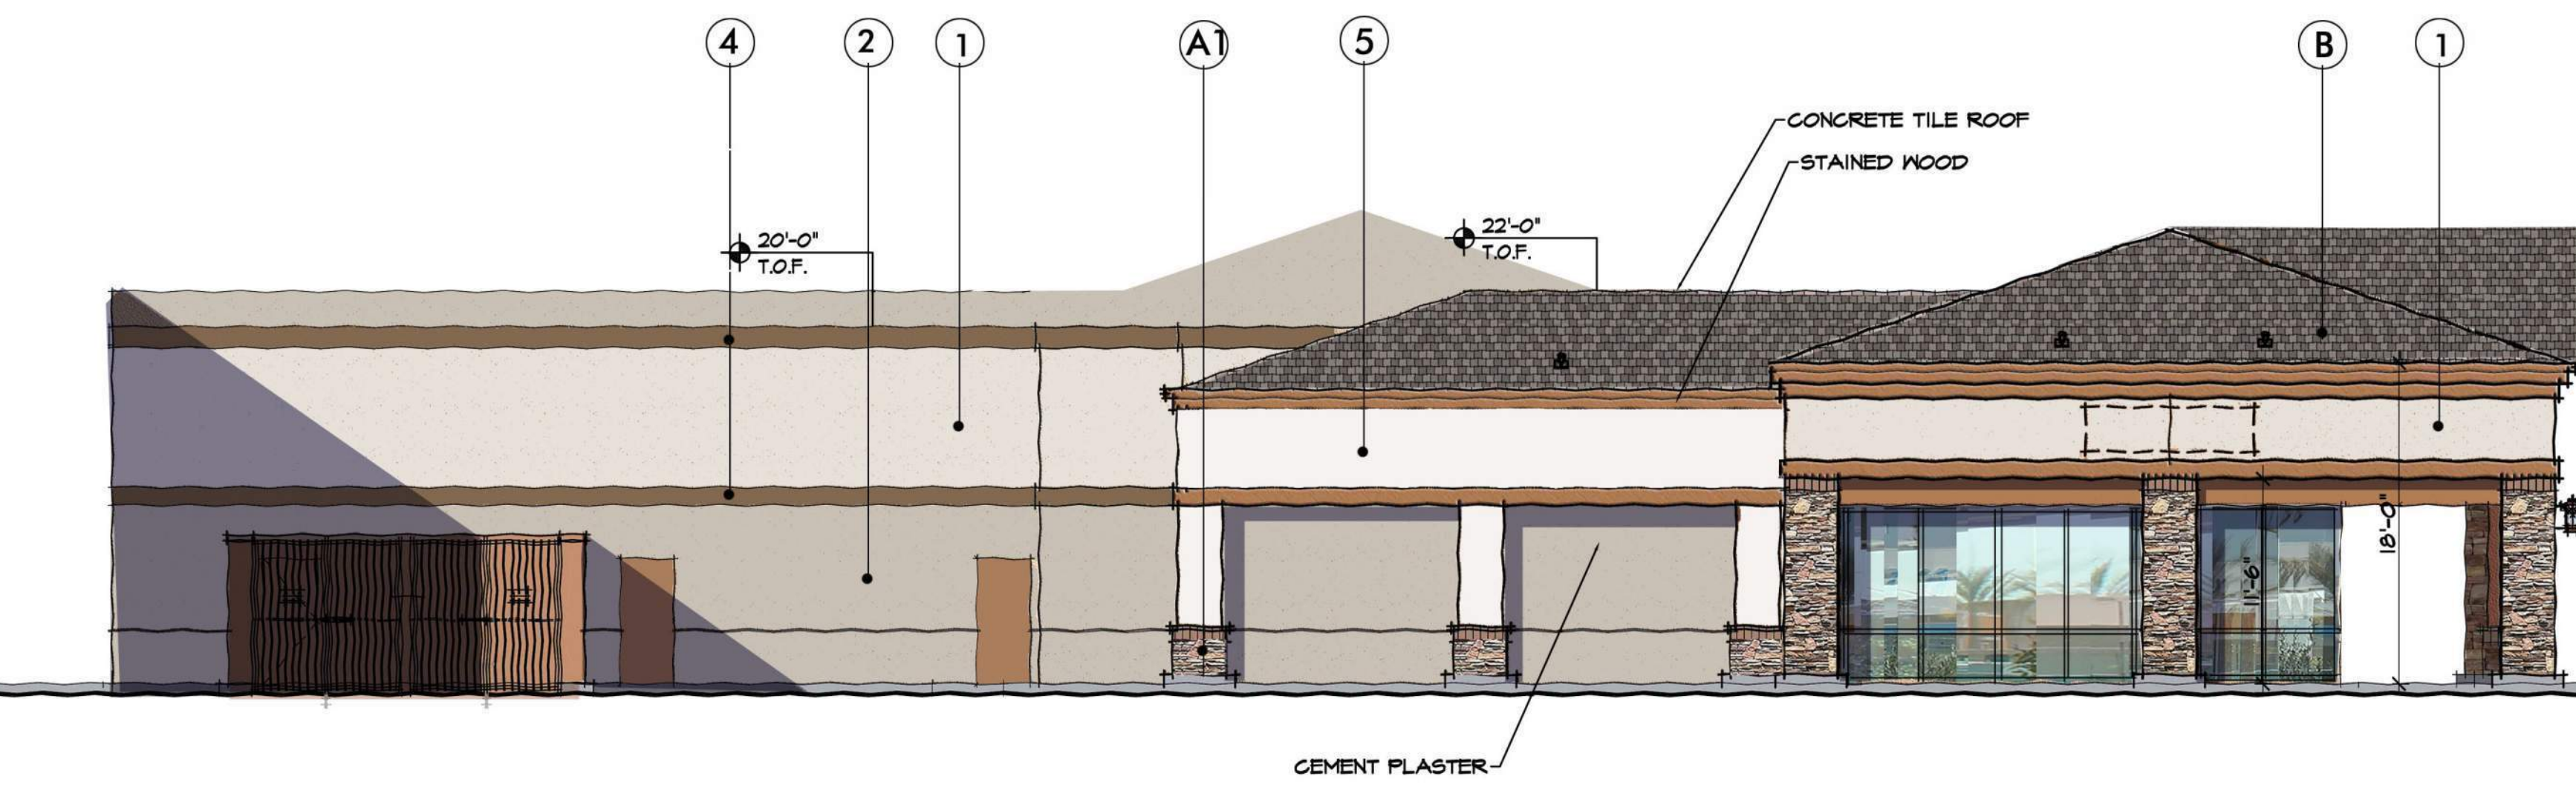 4
2
1
A1
5
B
1
CONCRETE TILE ROOF
STAINED WOOD
20'-0"
T.O.F.
22'-0"
T.O.F.
18'-0"
11'-6"
CEMENT PLASTER